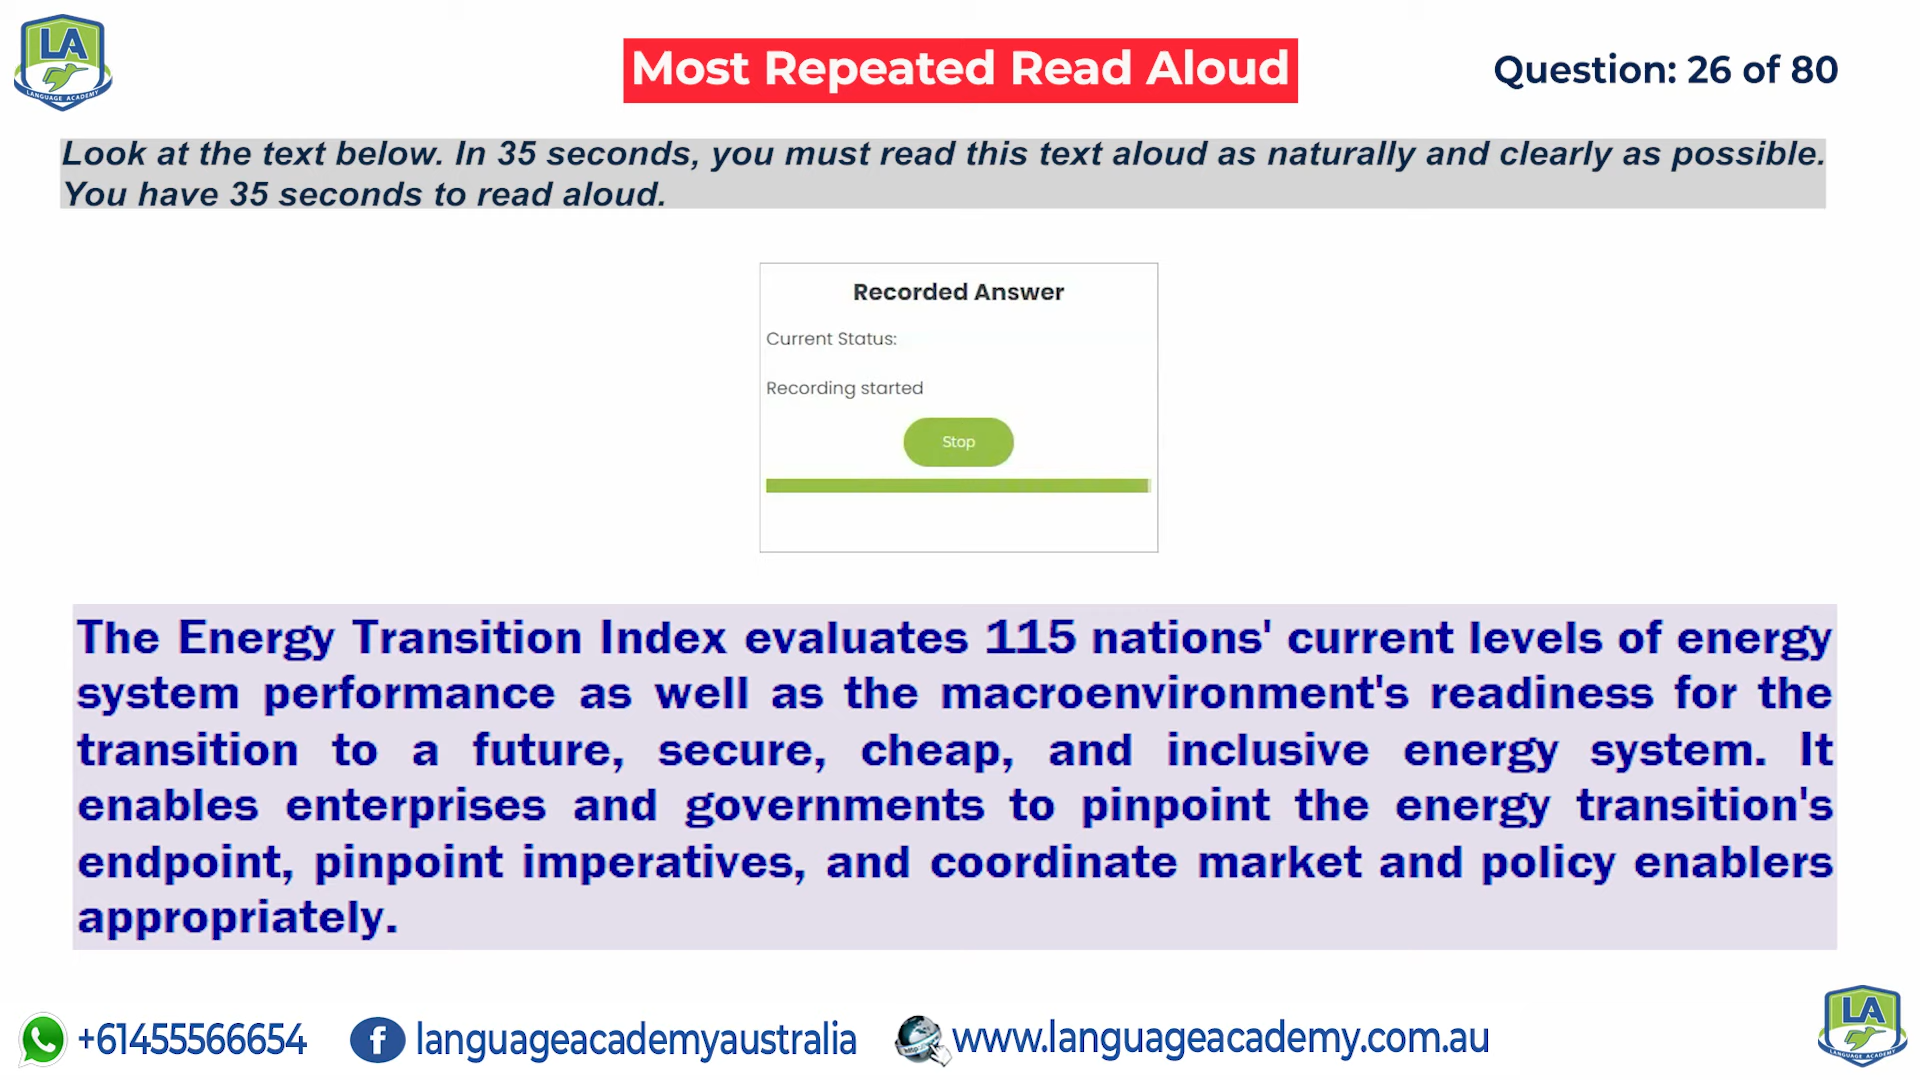 LA
LANGUAGE ACADEMY
Most Repeated Read Aloud
Question: 26 of 80
Look at the text below. In 35 seconds, you must read this text aloud as naturally and clearly as possible.
You have 35 seconds to read aloud.
Recorded Answer
Current Status:
Recording started
Stop
The Energy Transition Index evaluates 115 nations' current levels of energy
system performance as well as the macroenvironment's readiness for the
transition to a future, secure, cheap, and inclusive energy system. It
enables enterprises and governments to pinpoint the energy transition's
endpoint, pinpoint imperatives, and coordinate market and policy enablers
appropriately.
+61455566654
languageacademyaustralia
www.languageacademy.com.au
LA
LANGUAGE ACADEMY